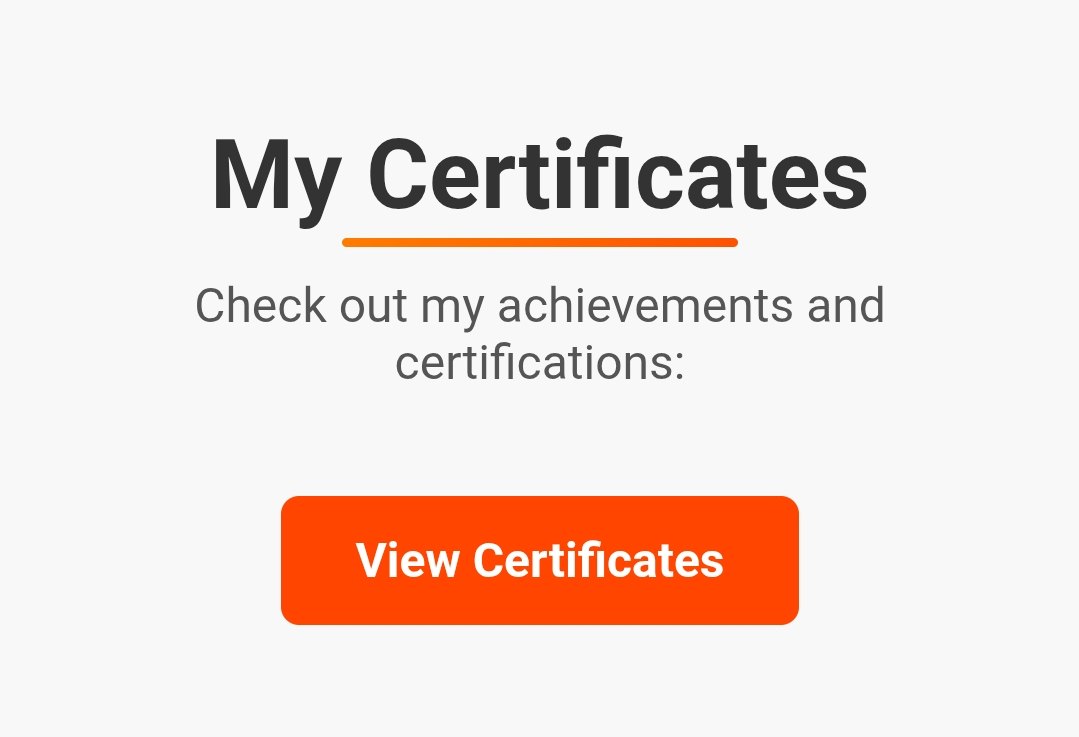 My Certificates
Check out my achievements and
certifications:
View Certificates